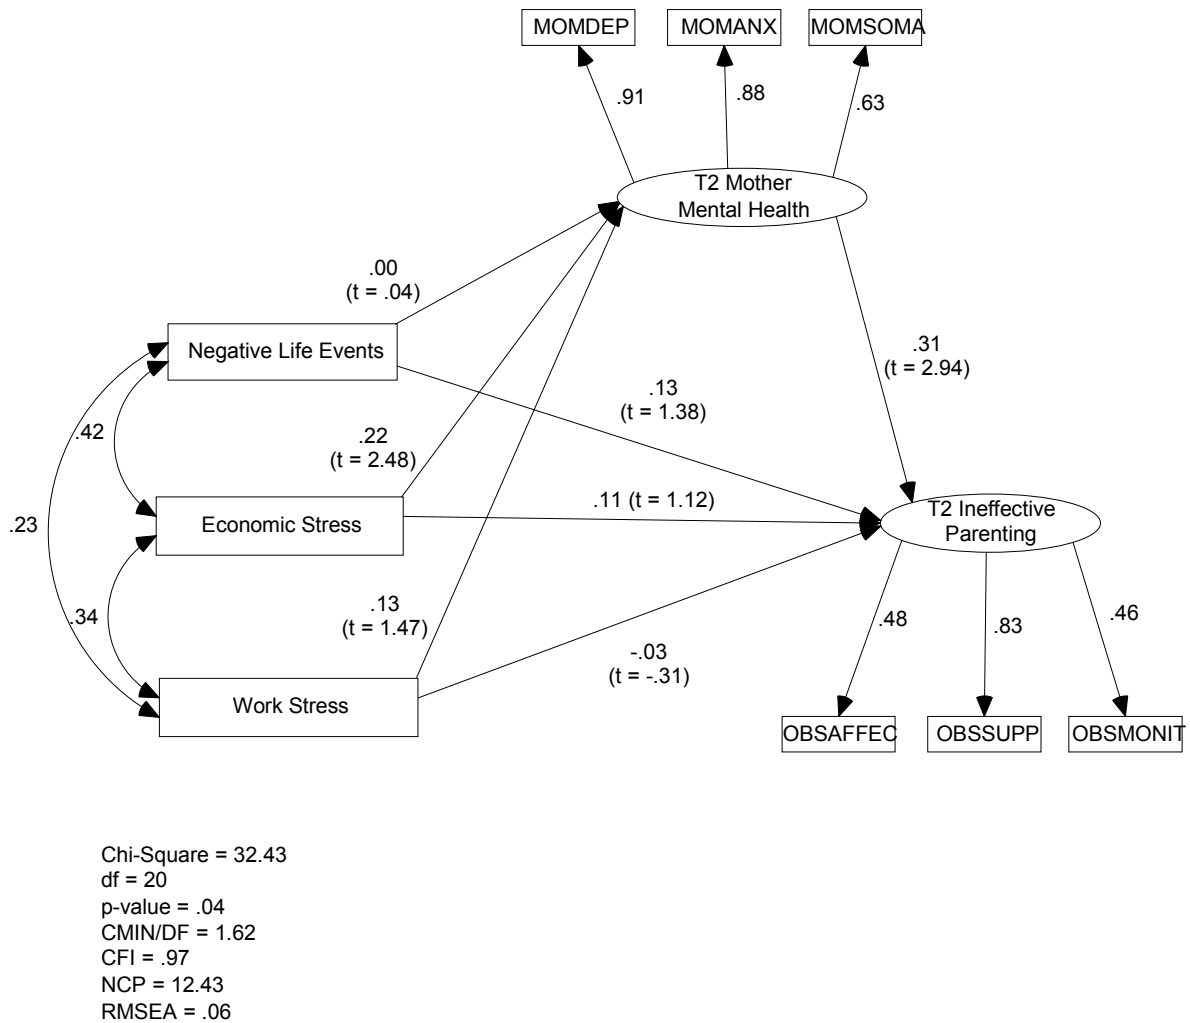 MOMDEP
MOMANX
MOMSOMA
.91
.88
.63
T2 Mother
Mental Health
.00
(t = .04)
Negative Life Events
.31
(t = 2.94)
.13
(t = 1.38)
.42
.22
(t = 2.48)
.11 (t = 1.12)
T2 Ineffective
Parenting
.23
Economic Stress
.34
.13
(t = 1.47)
.48
.83
.46
-.03
(t = -.31)
Work Stress
OBSAFFEC
OBSSUPP
OBSMONIT
Chi-Square = 32.43
df = 20
p-value = .04
CMIN/DF = 1.62
CFI = .97
NCP = 12.43
RMSEA = .06